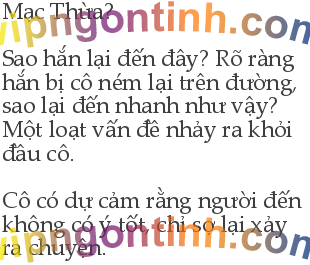 Mạc Thừa?
vipngontinh.com
Sao hắn lại đến đây? Rõ ràng
hắn bị cô ném lại trên đường,
sao lại đến nhanh như vậy?
Một loạt vấn đề nhảy ra khỏi
đầu cô.
Cô có dự cảm rằng người đến
không có ý tốt, chỉ sợ lại xảy
ra chuyện.
vipngontinh.com